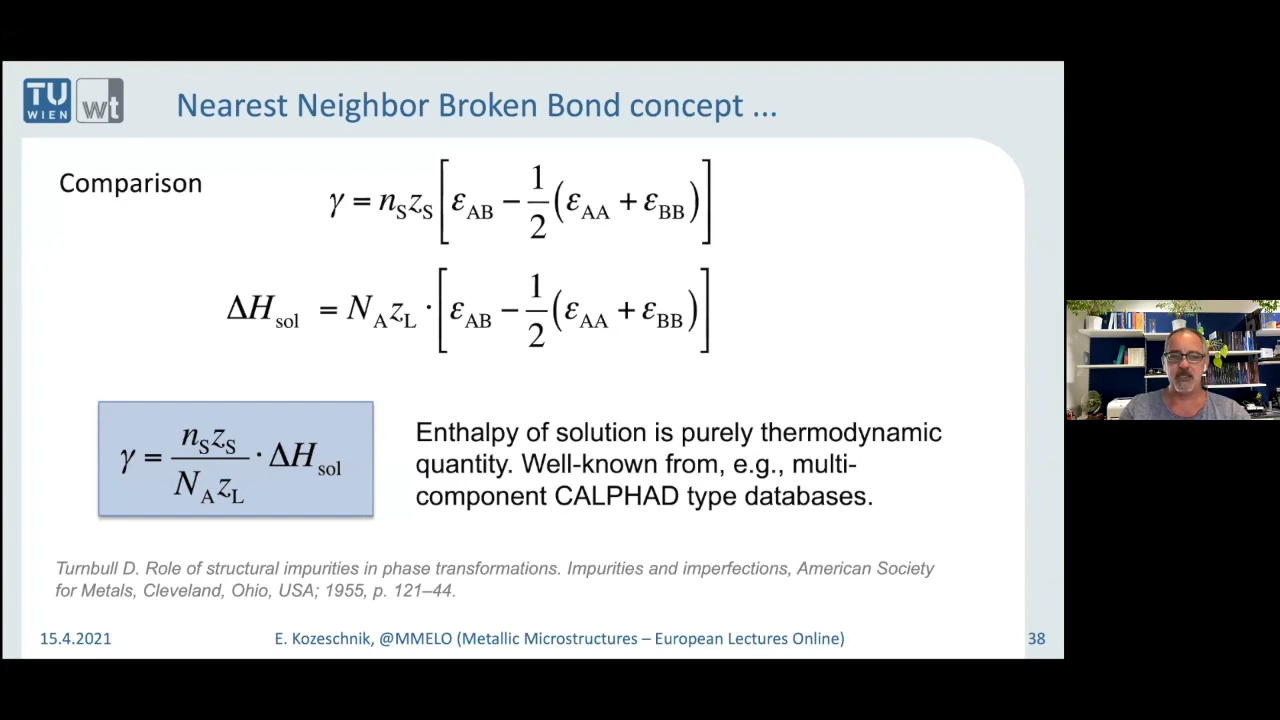 TU
WIEN
wt
Nearest Neighbor Broken Bond concept ...
Comparison
γ = n_S z_S [ε_AB − 1/2 (ε_AA + ε_BB)]
ΔH_sol = N_A z_L · [ε_AB − 1/2 (ε_AA + ε_BB)]
γ = n_S z_S / N_A z_L · ΔH_sol
Enthalpy of solution is purely thermodynamic
quantity. Well-known from, e.g., multi-
component CALPHAD type databases.
Turnbull D. Role of structural impurities in phase transformations. Impurities and imperfections, American Society
for Metals, Cleveland, Ohio, USA; 1955, p. 121–44.
15.4.2021
E. Kozeschnik, @MMELO (Metallic Microstructures – European Lectures Online)
38